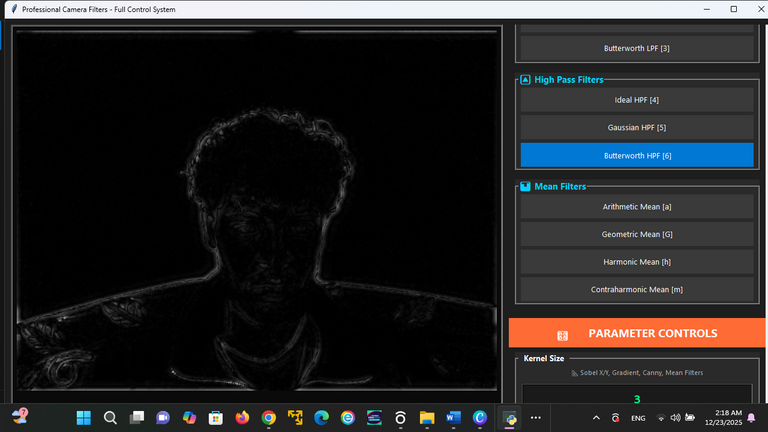 Professional Camera Filters - Full Control System
Butterworth LPF [3]
High Pass Filters
Ideal HPF [4]
Gaussian HPF [5]
Butterworth HPF [6]
Mean Filters
Arithmetic Mean [a]
Geometric Mean [G]
Harmonic Mean [h]
Contraharmonic Mean [m]
PARAMETER CONTROLS
Kernel Size
Sobel X/Y, Gradient, Canny, Mean Filters
3
ENG
2:18 AM
12/23/2025